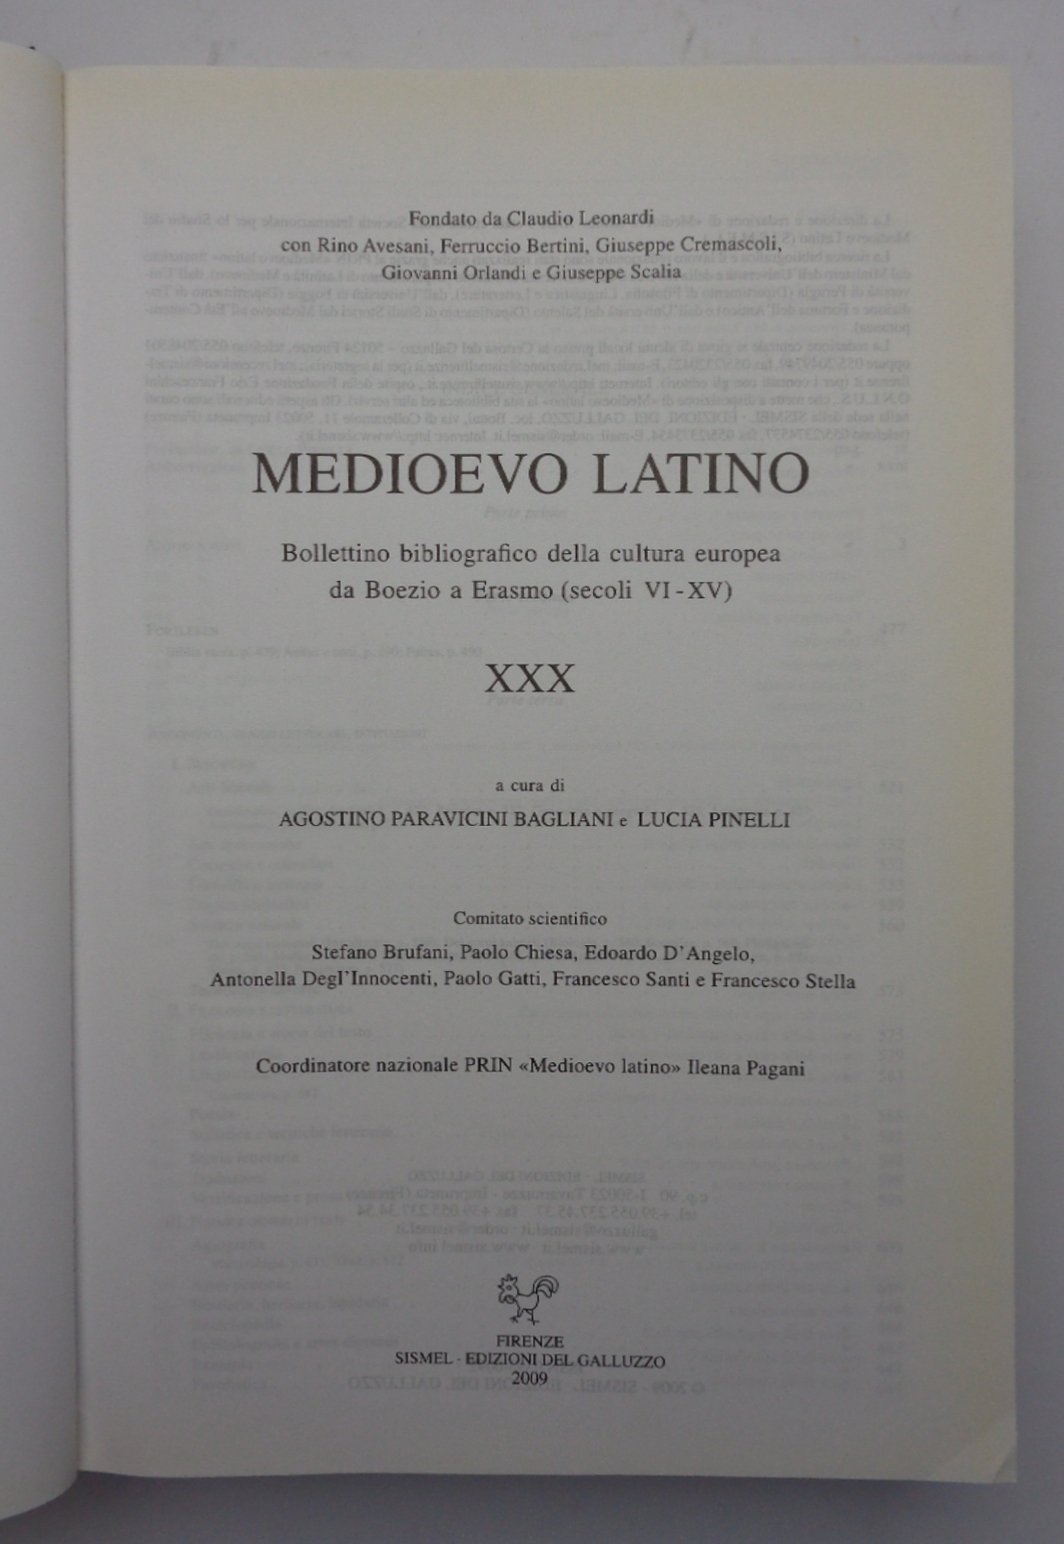 Fondato da Claudio Leonardi
con Rino Avesani, Ferruccio Bertini, Giuseppe Cremascoli,
Giovanni Orlandi e Giuseppe Scalia
MEDIOEVO LATINO
Bollettino bibliografico della cultura europea
da Boezio a Erasmo (secoli VI - XV)
XXX
a cura di
AGOSTINO PARAVICINI BAGLIANI e LUCIA PINELLI
Comitato scientifico
Stefano Brufani, Paolo Chiesa, Edoardo D'Angelo,
Antonella Degl'Innocenti, Paolo Gatti, Francesco Santi e Francesco Stella
Coordinatore nazionale PRIN «Medioevo latino» Ileana Pagani
FIRENZE
SISMEL · EDIZIONI DEL GALLUZZO
2009